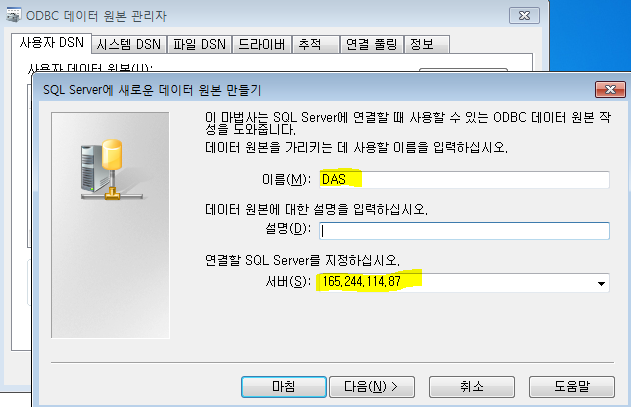 ODBC 데이터 원본 관리자
사용자 DSN 시스템 DSN 파일 DSN 드라이버 추적 연결 풀링 정보
사용자 데이터 원본(U):
SQL Server에 새로운 데이터 원본 만들기
이 마법사는 SQL Server에 연결할 때 사용할 수 있는 ODBC 데이터 원본 작
성을 도와줍니다.
데이터 원본을 가리키는 데 사용할 이름을 입력하십시오.
이름(M): DAS
데이터 원본에 대한 설명을 입력하십시오.
설명(D):
연결할 SQL Server를 지정하십시오.
서버(S): 165,244,114,87
마침 다음(N) > 취소 도움말